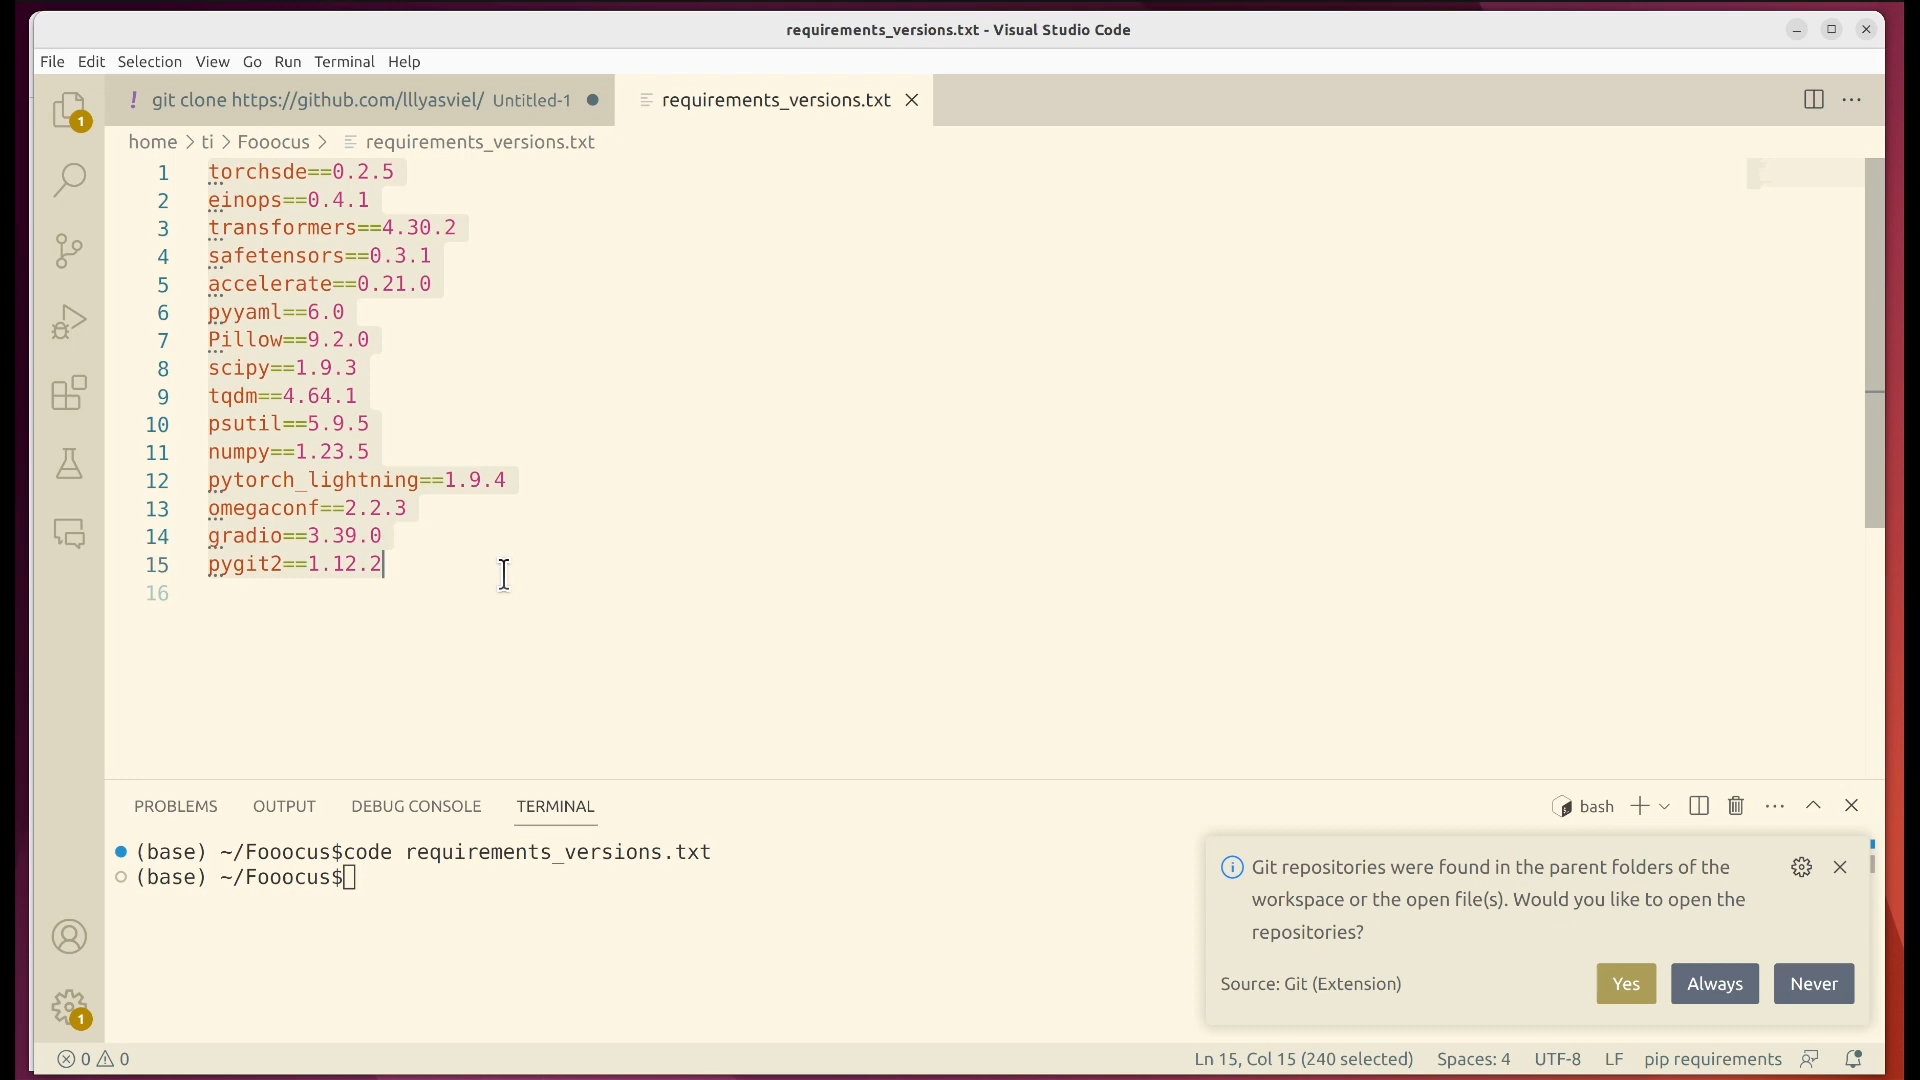 requirements_versions.txt - Visual Studio Code
File Edit Selection View Go Run Terminal Help
! git clone https://github.com/lllyasviel/ Untitled-1 requirements_versions.txt
home > ti > Fooocus > requirements_versions.txt
1 torchsde==0.2.5
2 einops==0.4.1
3 transformers==4.30.2
4 safetensors==0.3.1
5 accelerate==0.21.0
6 pyyaml==6.0
7 Pillow==9.2.0
8 scipy==1.9.3
9 tqdm==4.64.1
10 psutil==5.9.5
11 numpy==1.23.5
12 pytorch_lightning==1.9.4
13 omegaconf==2.2.3
14 gradio==3.39.0
15 pygit2==1.12.2
16
PROBLEMS OUTPUT DEBUG CONSOLE TERMINAL bash
(base) ~/Fooocus$code requirements_versions.txt
(base) ~/Fooocus$
Git repositories were found in the parent folders of the
workspace or the open file(s). Would you like to open the
repositories?
Source: Git (Extension) Yes Always Never
1
1
0 0 Ln 15, Col 15 (240 selected) Spaces: 4 UTF-8 LF pip requirements